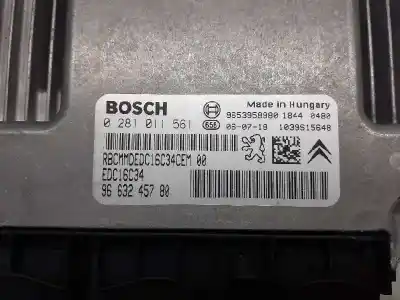 BOSCH
Made in Hungary
0 281 011 561
656
9653958980 1844 0480
08-07-18 1039S15648
RBCMMDEDC16C34CEM 00
EDC16C34
96 632 457 80